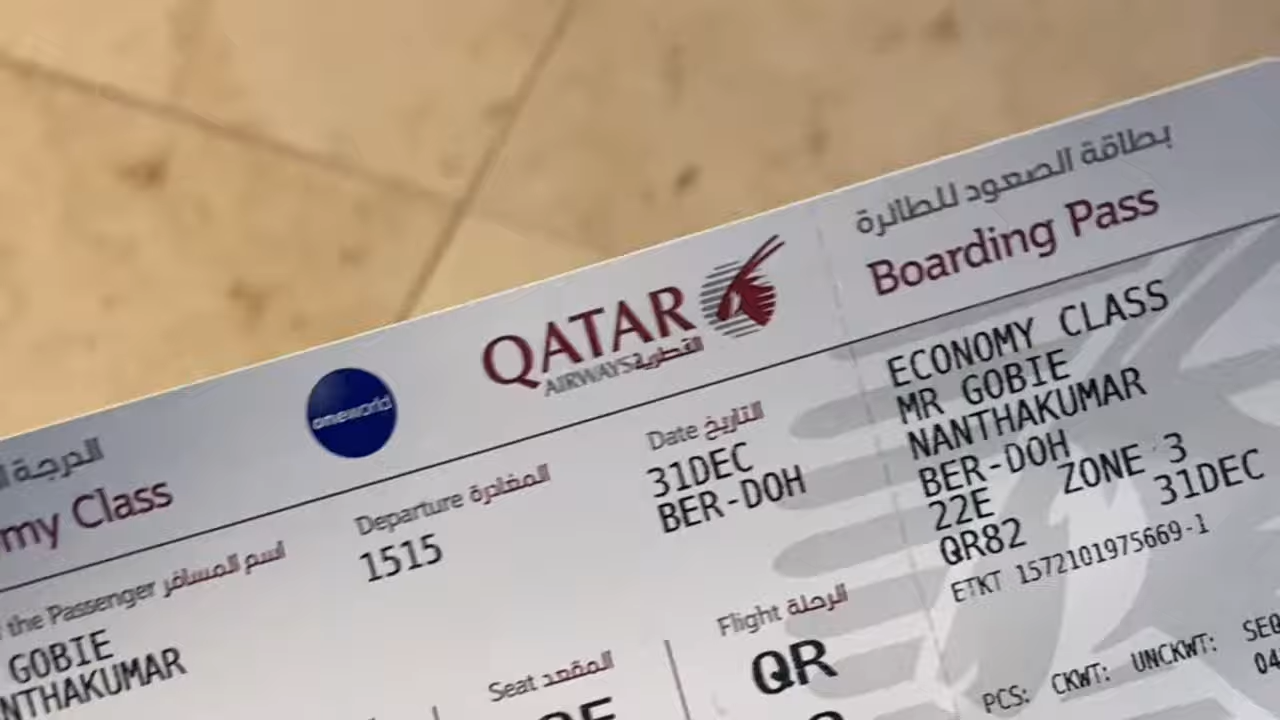 بطاقة الصعود للطائرة
Boarding Pass
QATAR
AIRWAYS القطرية
oneworld
الدرجة
my Class
ECONOMY CLASS
MR GOBIE
NANTHAKUMAR
BER-DOH
22E ZONE 3
QR82 31DEC
ETKT 1572101975669-1
Date التاريخ
31DEC
BER-DOH
Departure المغادرة
1515
the Passenger اسم المسافر
GOBIE
NTHAKUMAR
Flight الرحلة
QR
Seat المقعد
PCS: CKWT: UNCKWT: SEQ
04